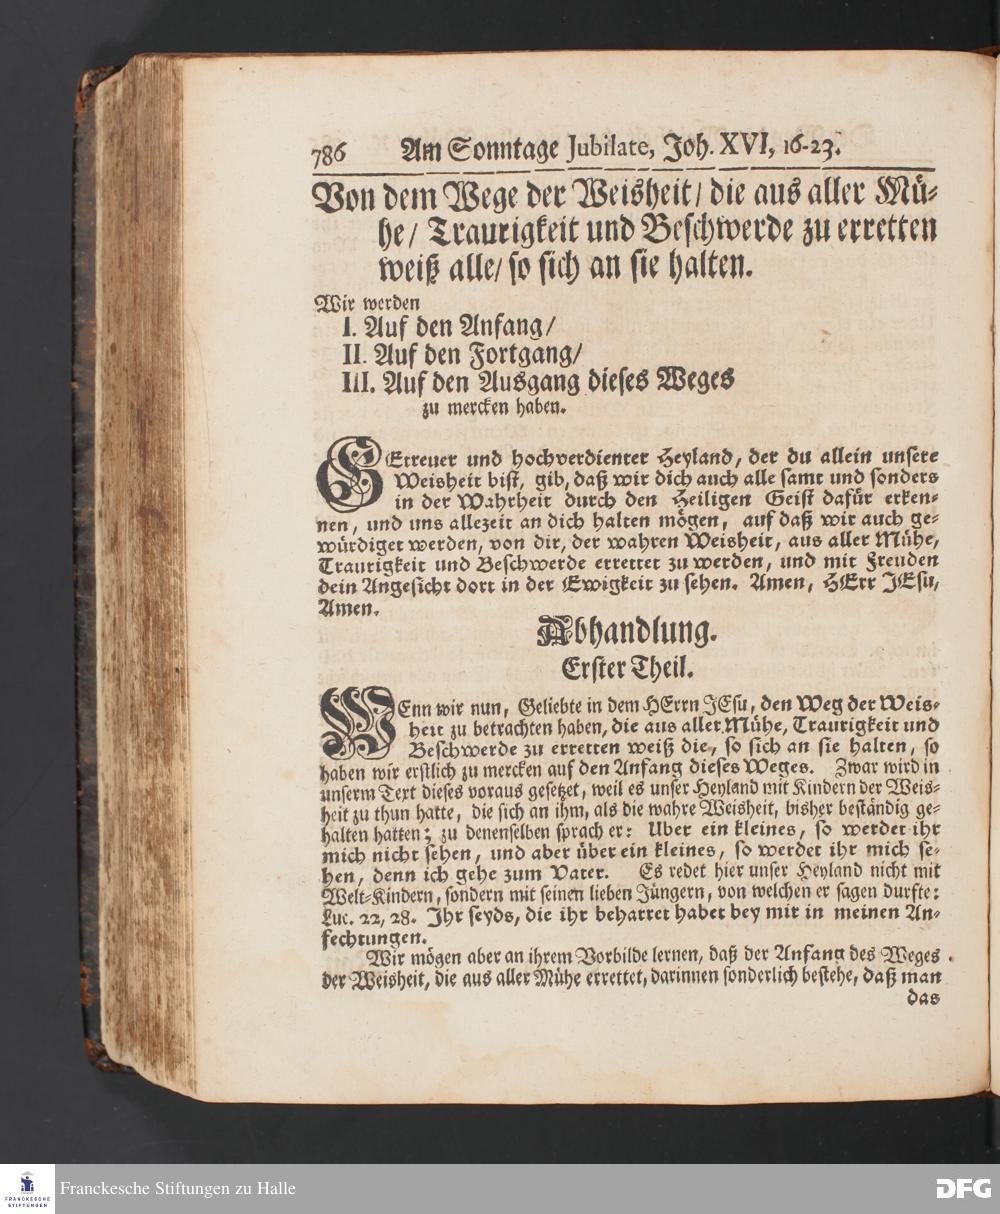 786 Am Sonntage Jubilate, Joh. XVI, 16-23.
Von dem Wege der Weisheit/ die aus aller Mü-
he/ Traurigkeit und Beschwerde zu erretten
weiß alle/ so sich an sie halten.
Wir werden
I. Auf den Anfang/
II. Auf den Fortgang/
III. Auf den Ausgang dieses Weges
zu mercken haben.
GEtreuer und hochverdienter Heyland, der du allein unsere
Weisheit bist, gib, daß wir dich auch alle samt und sonders
in der Wahrheit durch den Heiligen Geist dafür erken-
nen, und uns allezeit an dich halten mögen, auf daß wir auch ge-
würdiget werden, von dir, der wahren Weisheit, aus aller Mühe,
Traurigkeit und Beschwerde errettet zu werden, und mit Freuden
dein Angesicht dort in der Ewigkeit zu sehen. Amen, HErr JEsu,
Amen.
Abhandlung.
Erster Theil.
WEnn wir nun, Geliebte in dem HErrn JEsu, den Weg der Weis-
heit zu betrachten haben, die aus aller Mühe, Traurigkeit und
Beschwerde zu erretten weiß die, so sich an sie halten, so
haben wir erstlich zu mercken auf den Anfang dieses Weges. Zwar wird in
unserm Text dieses voraus gesetzet, weil es unser Heyland mit Kindern der Weis-
heit zu thun hatte, die sich an ihm, als die wahre Weisheit, bisher beständig ge-
halten hatten; zu denenselben sprach er: Uber ein kleines, so werdet ihr
mich nicht sehen, und aber über ein kleines, so werdet ihr mich se-
hen, denn ich gehe zum Vater. Es redet hier unser Heyland nicht mit
Welt-Kindern, sondern mit seinen lieben Jüngern, von welchen er sagen durfte:
Luc. 22, 28. Ihr seyds, die ihr beharret habet bey mir in meinen An-
fechtungen.
Wir mögen aber an ihrem Vorbilde lernen, daß der Anfang des Weges
der Weisheit, die aus aller Mühe errettet, darinnen sonderlich bestehe, daß man
das
FRANCKESCHE
STIFTUNGEN
Franckesche Stiftungen zu Halle
DFG